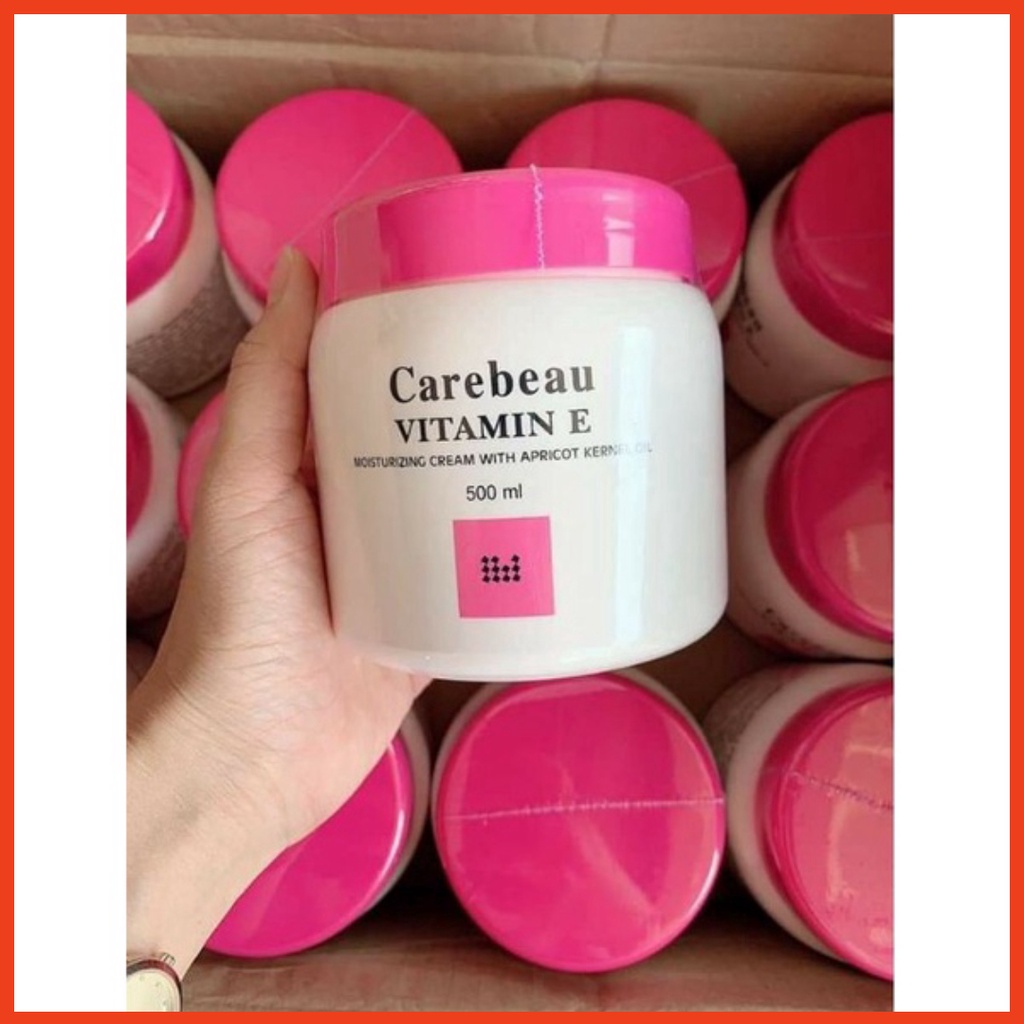 Carebeau
VITAMIN E
MOISTURIZING CREAM WITH APRICOT KERNEL OIL
500 ml